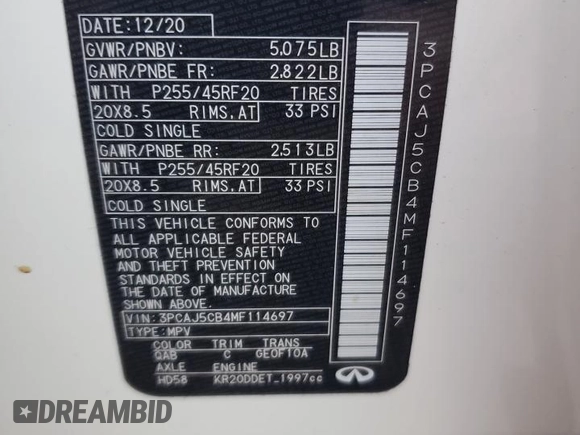 DATE: 12/20
GVWR/PNBV: 5,075LB
GAWR/PNBE FR: 2,822LB
WITH P255/45RF20 TIRES
20X8.5 RIMS,AT 33 PSI
COLD SINGLE
GAWR/PNBE RR: 2,513LB
WITH P255/45RF20 TIRES
20X8.5 RIMS,AT 33 PSI
COLD SINGLE
THIS VEHICLE CONFORMS TO
ALL APPLICABLE FEDERAL
MOTOR VEHICLE SAFETY
AND THEFT PREVENTION
STANDARDS IN EFFECT ON
THE DATE OF MANUFACTURE
SHOWN ABOVE.
VIN: 3PCAJ5CB4MF114697
TYPE: MPV
COLOR TRIM TRANS
QAB C GE0F10A
AXLE ENGINE
HD58 KR20DDET 1997cc
3PCAJ5CB4MF114697
DREAMBID